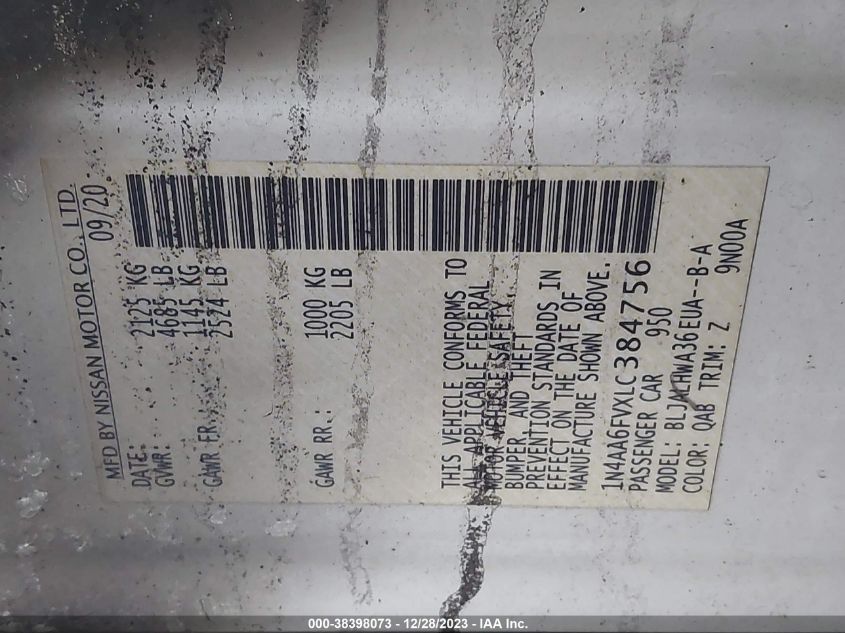 MFD BY NISSAN MOTOR CO., LTD.
DATE: 09/20
GVWR: 2125 KG
4685 LB
GAWR FR.: 1145 KG
2524 LB
GAWR RR.: 1000 KG
2205 LB
THIS VEHICLE CONFORMS TO
ALL APPLICABLE FEDERAL
MOTOR VEHICLE SAFETY,
BUMPER, AND THEFT
PREVENTION STANDARDS IN
EFFECT ON THE DATE OF
MANUFACTURE SHOWN ABOVE.
1N4AA6FVXLC384756
PASSENGER CAR 950
MODEL:
COLOR: QAB TRIM: Z 9N00A
000-38398073 - 12/28/2023 - IAA Inc.